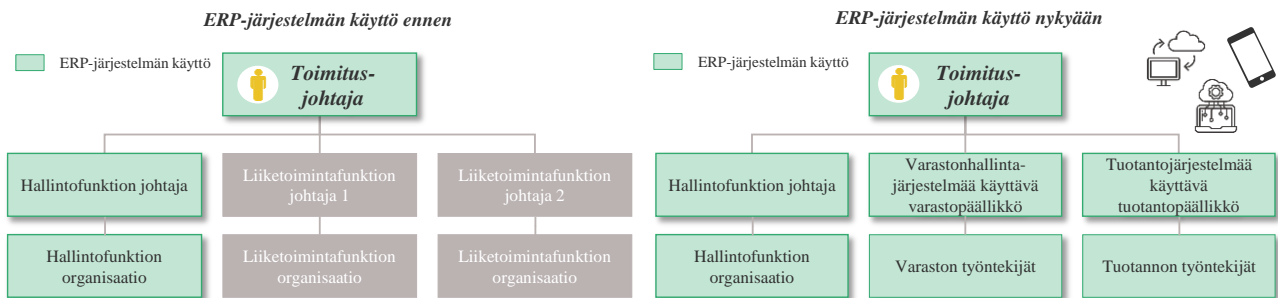 ERP-järjestelmän käyttö ennen
ERP-järjestelmän käyttö
Toimitus-
johtaja
Hallintofunktion johtaja
Liiketoimintafunktion
johtaja 1
Liiketoimintafunktion
johtaja 2
Hallintofunktion
organisaatio
Liiketoimintafunktion
organisaatio
Liiketoimintafunktion
organisaatio
ERP-järjestelmän käyttö nykyään
ERP-järjestelmän käyttö
Toimitus-
johtaja
Hallintofunktion johtaja
Varastonhallinta-
järjestelmää käyttävä
varastopäällikkö
Tuotantojärjestelmää
käyttävä
tuotantopäällikkö
Hallintofunktion
organisaatio
Varaston työntekijät
Tuotannon työntekijät